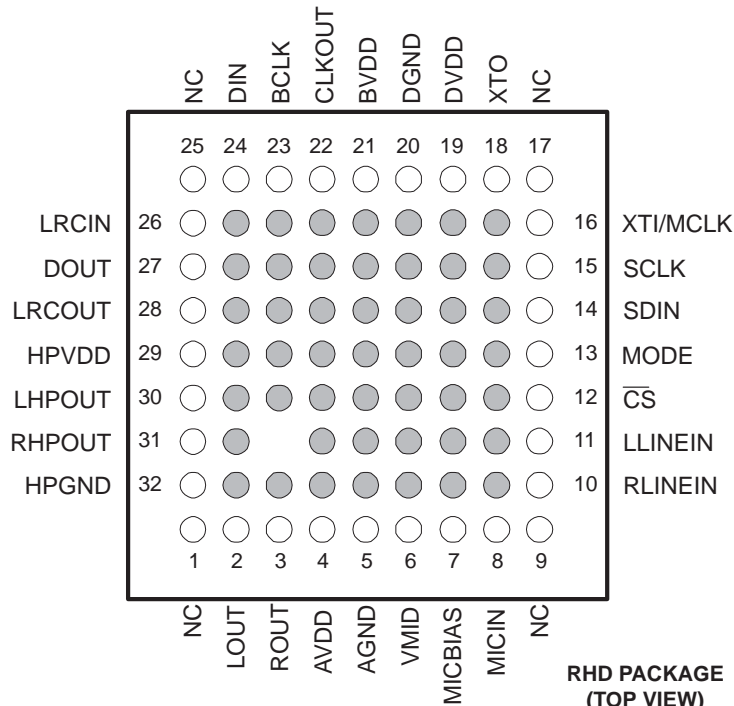 NC DIN BCLK CLKOUT BVDD DGND DVDD XTO NC
25 24 23 22 21 20 19 18 17
LRCIN 26 16 XTI/MCLK
DOUT 27 15 SCLK
LRCOUT 28 14 SDIN
HPVDD 29 13 MODE
LHPOUT 30 12 C̅S̅
RHPOUT 31 11 LLINEIN
HPGND 32 10 RLINEIN
1 2 3 4 5 6 7 8 9
NC LOUT ROUT AVDD AGND VMID MICBIAS MICIN NC
RHD PACKAGE
(TOP VIEW)